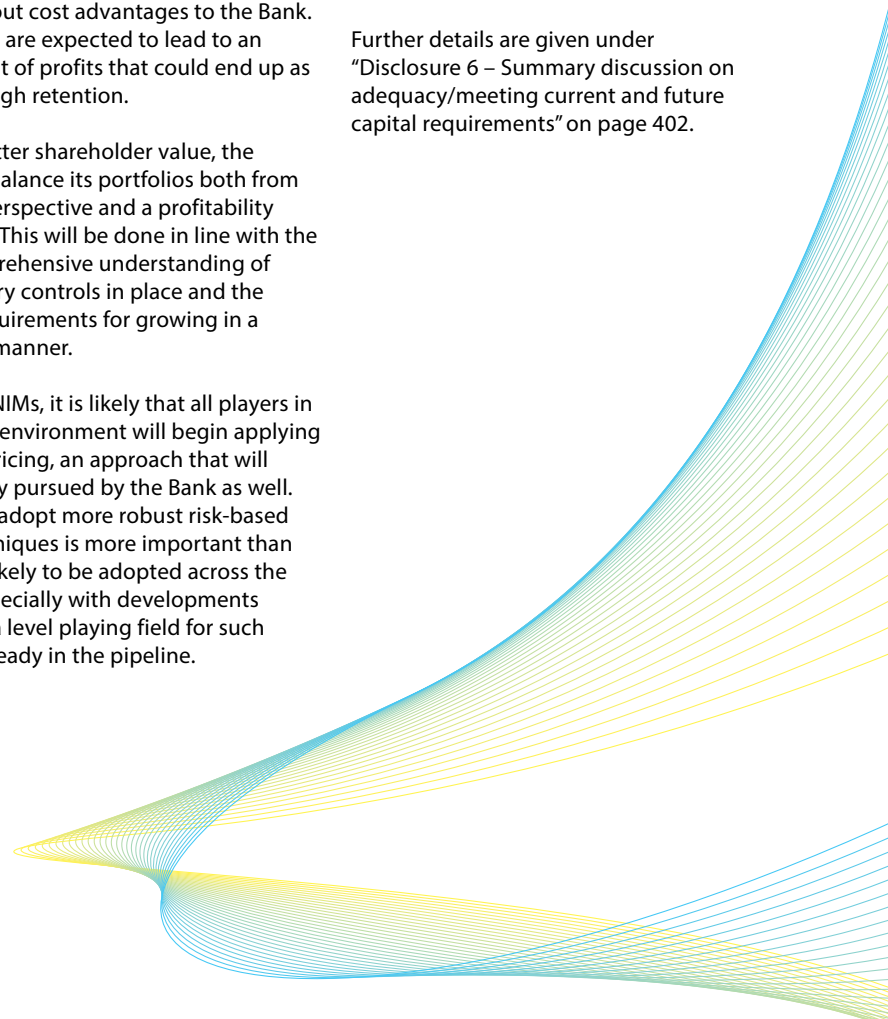 out cost advantages to the Bank.
are expected to lead to an
t of profits that could end up as
gh retention.
tter shareholder value, the
alance its portfolios both from
erspective and a profitability
This will be done in line with the
rehensive understanding of
ry controls in place and the
uirements for growing in a
manner.
NIMs, it is likely that all players in
environment will begin applying
ricing, an approach that will
y pursued by the Bank as well.
adopt more robust risk-based
niques is more important than
kely to be adopted across the
pecially with developments
a level playing field for such
eady in the pipeline.
Further details are given under
“Disclosure 6 – Summary discussion on
adequacy/meeting current and future
capital requirements” on page 402.